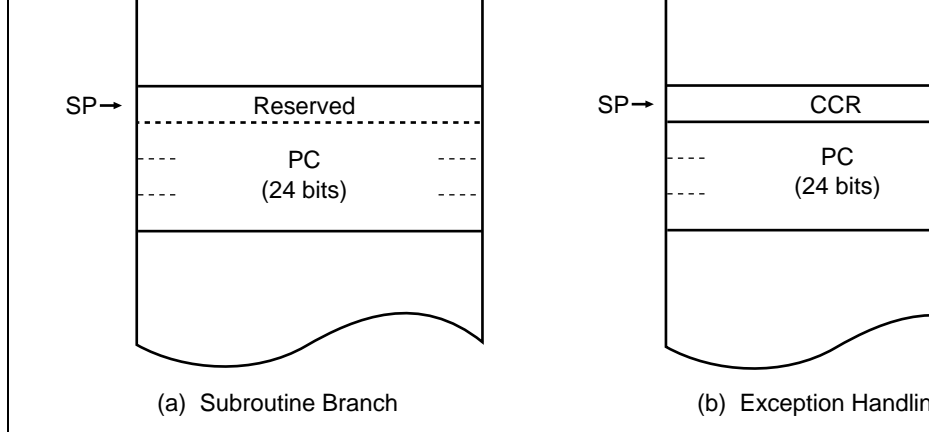 SP
Reserved
PC
(24 bits)
(a) Subroutine Branch
SP
CCR
PC
(24 bits)
(b) Exception Handlin